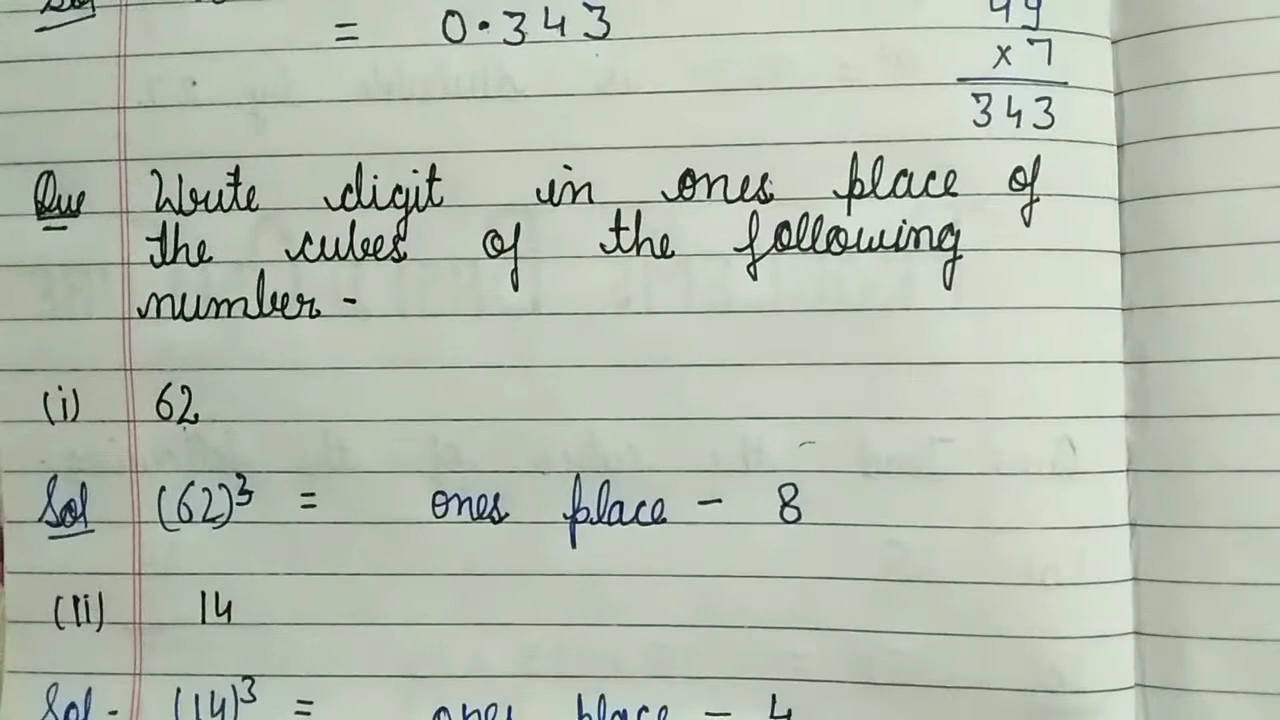 Sol
= 0.343
49
x 7
343
Que Write digit in ones place of
the cubes of the following
number -
(i) 62
Sol (62)³ = ones place - 8
(ii) 14
Sol - (14)³ = ones place - 4